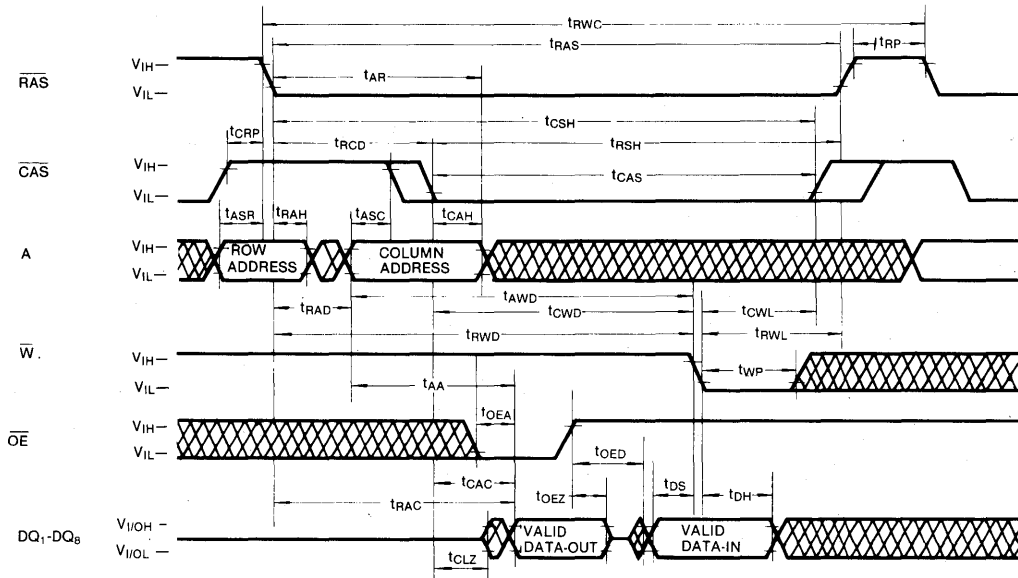 tRWC
tRAS
tRP
RAS
VIH–
VIL–
tAR
tCSH
tCRP
tRCD
tRSH
CAS
VIH–
VIL–
tCAS
tASR
tRAH
tASC
tCAH
A
VIH–
VIL–
ROW
ADDRESS
COLUMN
ADDRESS
tRAD
tAWD
tCWD
tCWL
tRWD
tRWL
W.
VIH–
VIL–
tWP
tAA
OE
VIH–
VIL–
tOEA
tOED
tCAC
tRAC
tOEZ
tDS
tDH
DQ1-DQ8
VI/OH–
VI/OL–
VALID
DATA-OUT
VALID
DATA-IN
tCLZ